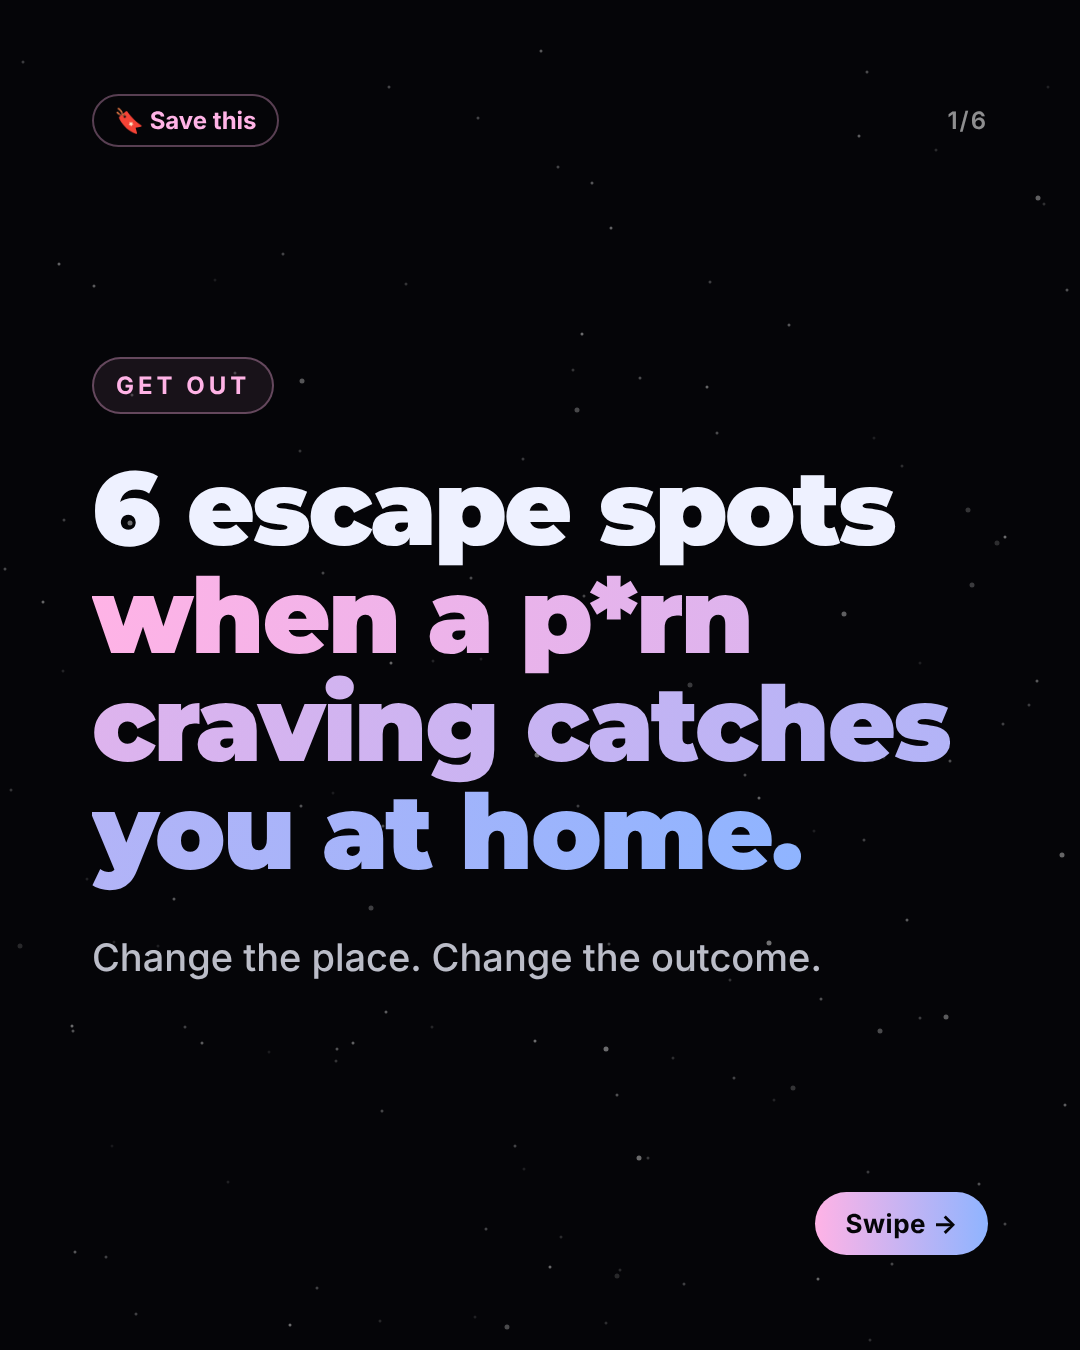 🔖 Save this
1/6
GET OUT
6 escape spots
when a p*rn
craving catches
you at home.
Change the place. Change the outcome.
Swipe →